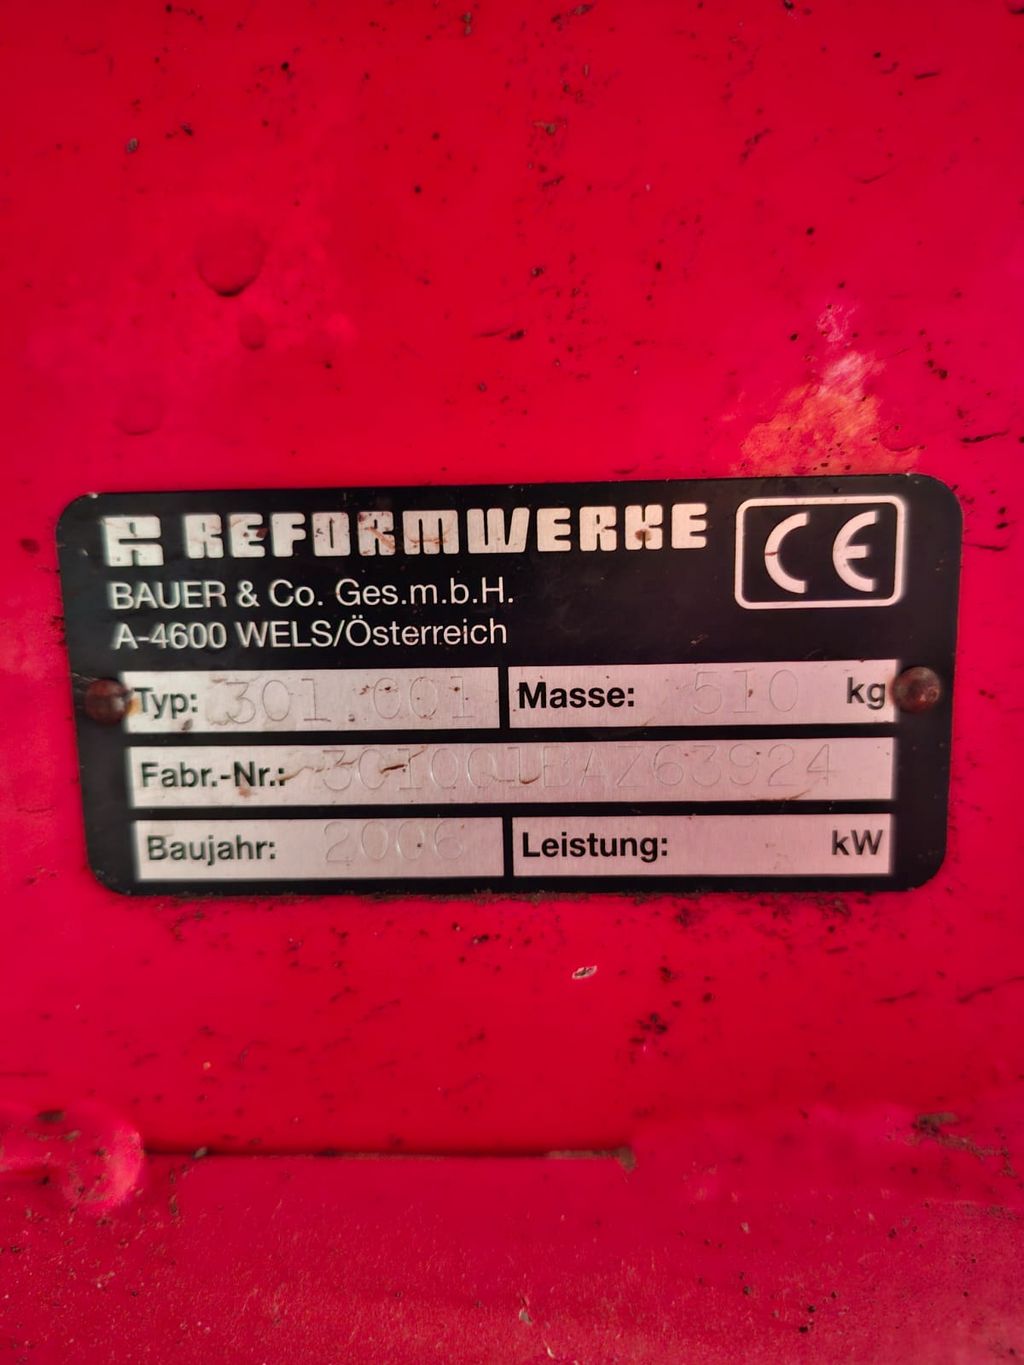 REFORMWERKE CE
BAUER & Co. Ges.m.b.H.
A-4600 WELS/Österreich
Typ: 301.001 Masse: 510 kg
Fabr.-Nr.: 301001BAZ63924
Baujahr: 2006 Leistung: kW